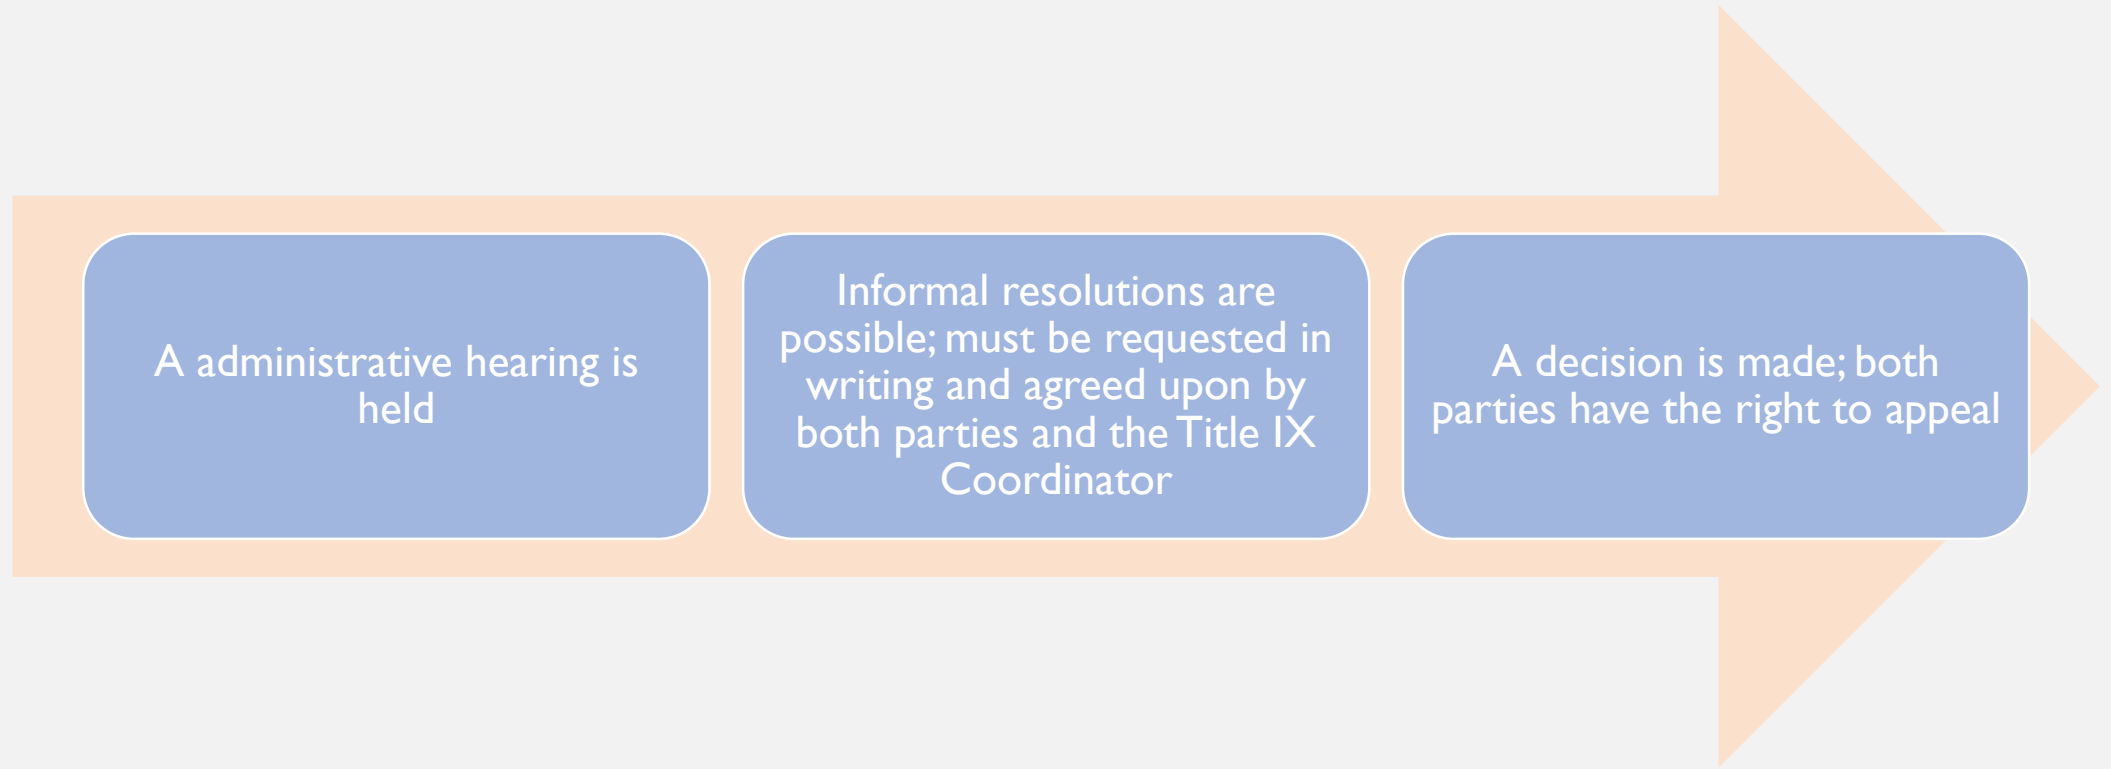 A administrative hearing is
held
Informal resolutions are
possible; must be requested in
writing and agreed upon by
both parties and the Title IX
Coordinator
A decision is made; both
parties have the right to appeal